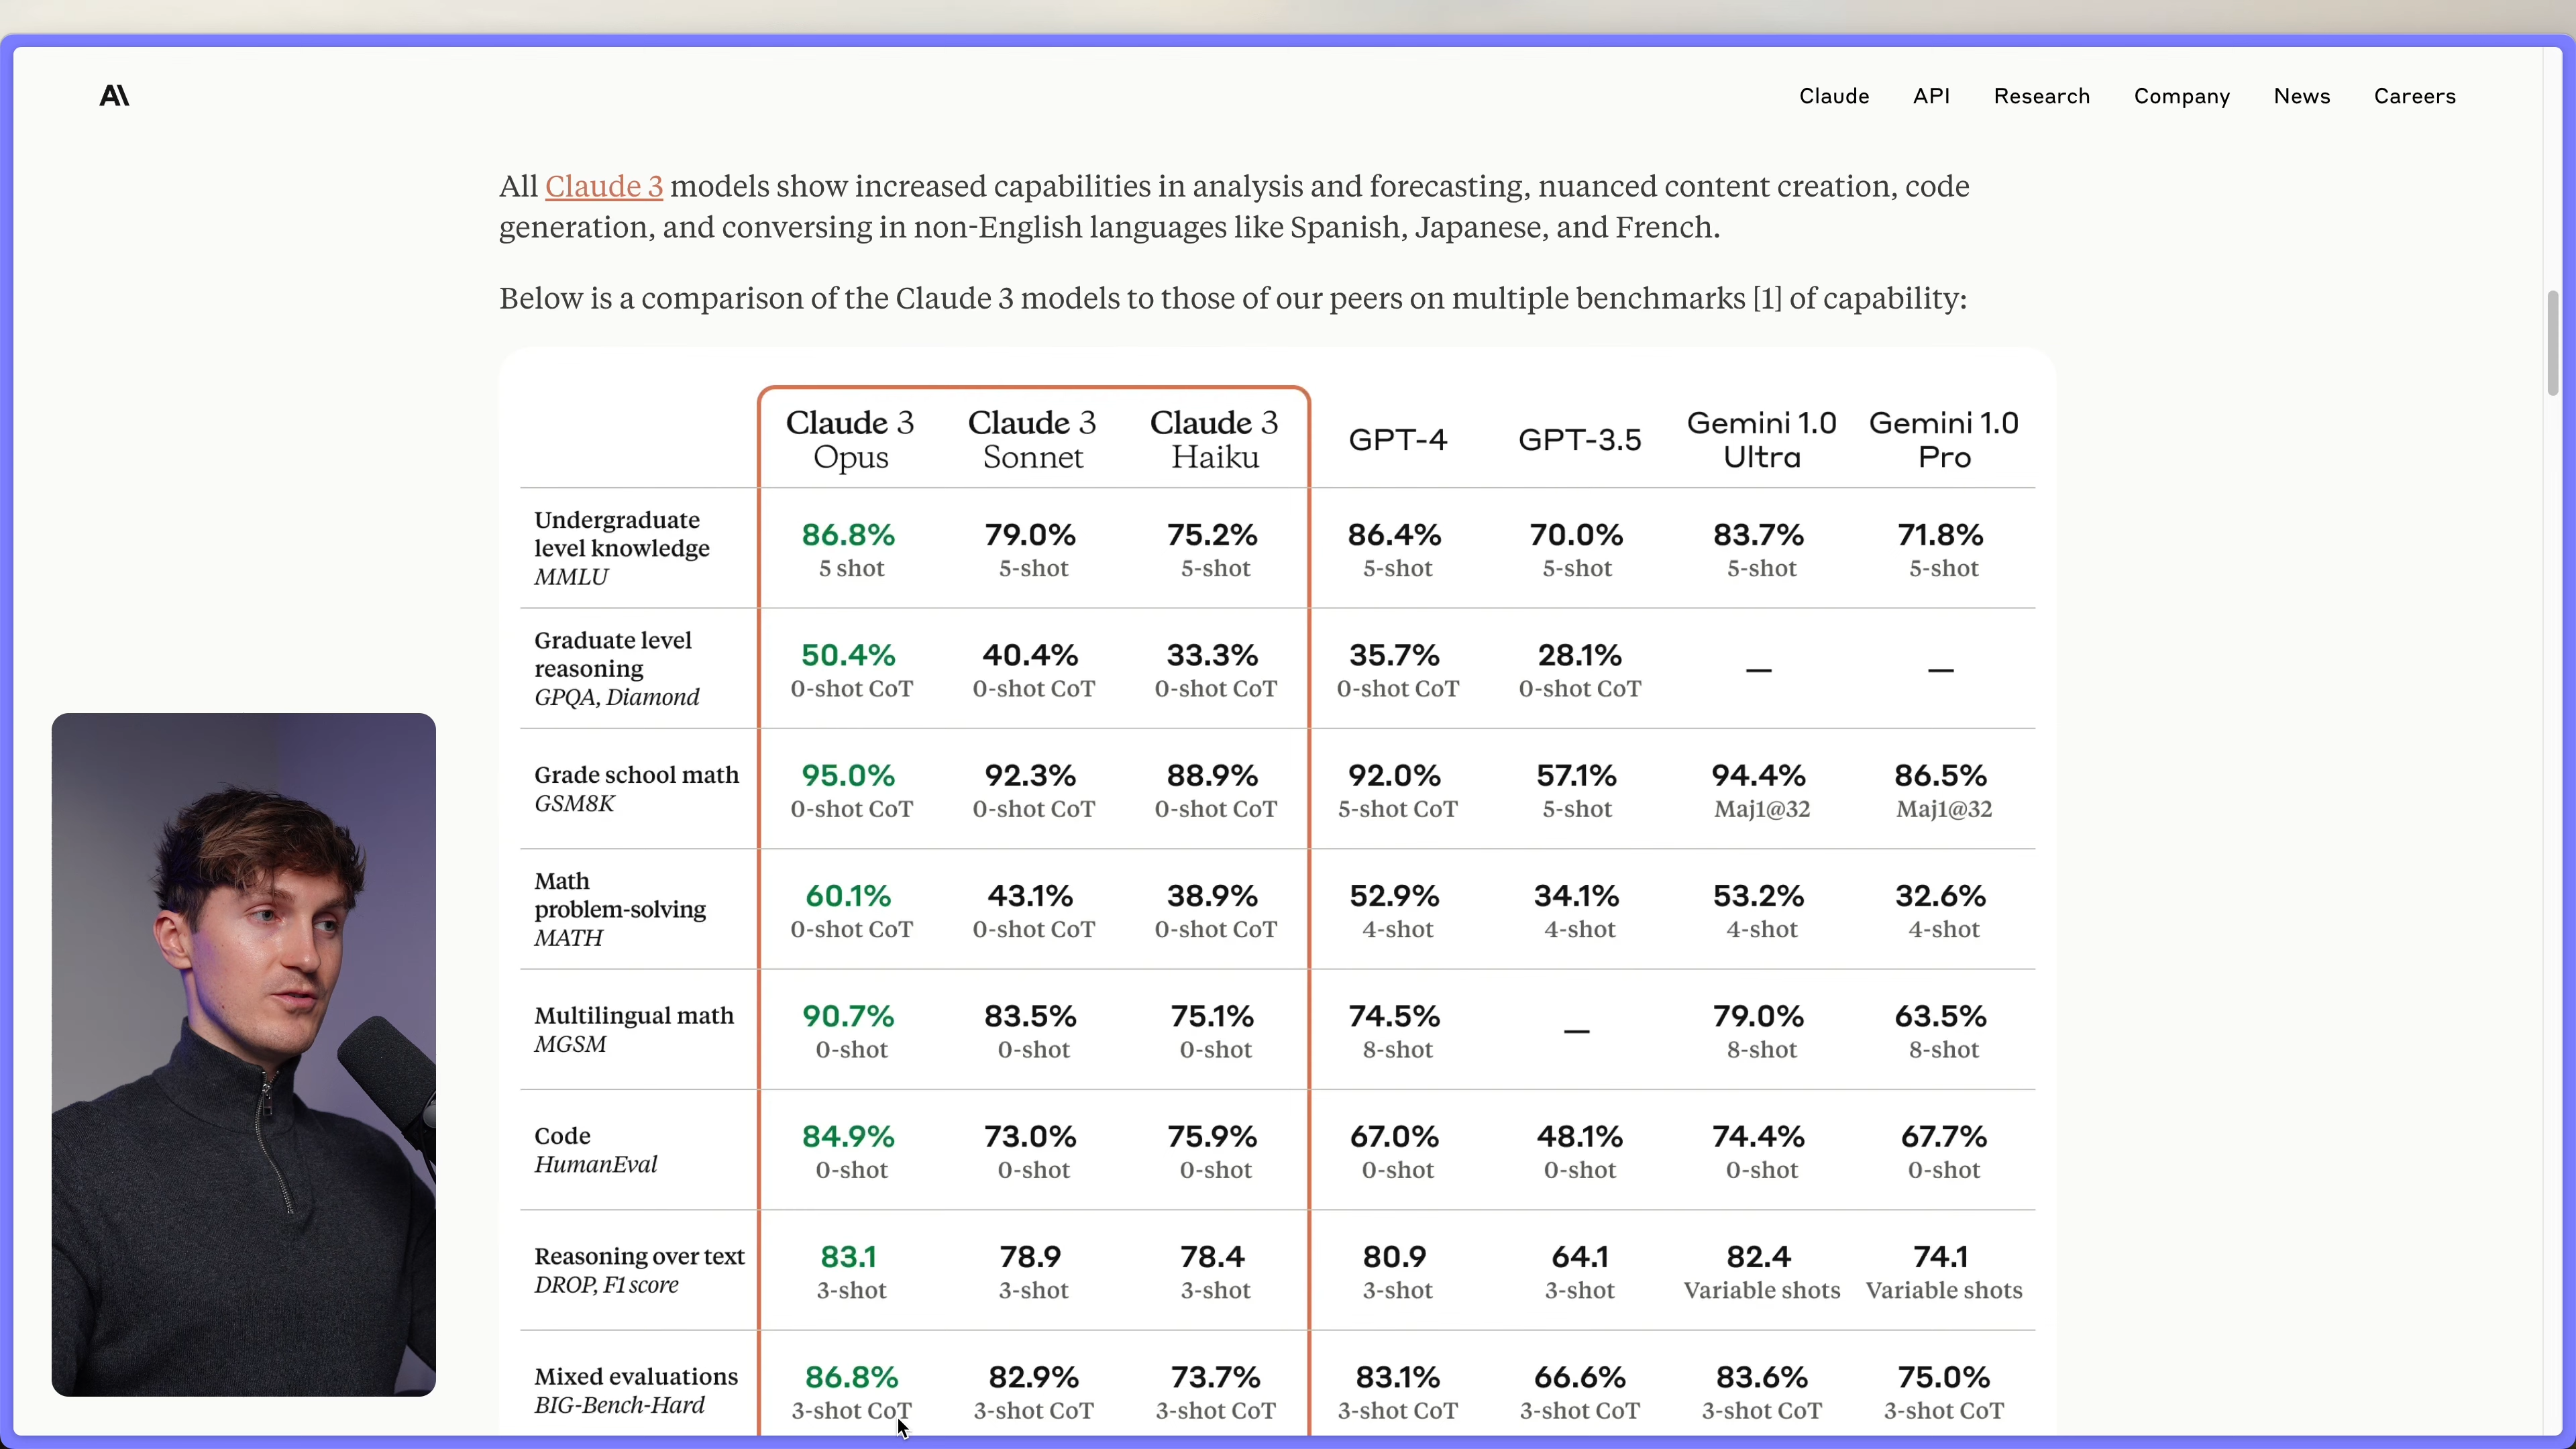 A\
Claude API Research Company News Careers
All Claude 3 models show increased capabilities in analysis and forecasting, nuanced content creation, code
generation, and conversing in non-English languages like Spanish, Japanese, and French.
Below is a comparison of the Claude 3 models to those of our peers on multiple benchmarks [1] of capability:
Claude 3 Opus Claude 3 Sonnet Claude 3 Haiku GPT-4 GPT-3.5 Gemini 1.0 Ultra Gemini 1.0 Pro
Undergraduate
level knowledge
MMLU
86.8% 79.0% 75.2% 86.4% 70.0% 83.7% 71.8%
5 shot 5-shot 5-shot 5-shot 5-shot 5-shot 5-shot
Graduate level
reasoning
GPQA, Diamond
50.4% 40.4% 33.3% 35.7% 28.1% — —
0-shot CoT 0-shot CoT 0-shot CoT 0-shot CoT 0-shot CoT
Grade school math
GSM8K
95.0% 92.3% 88.9% 92.0% 57.1% 94.4% 86.5%
0-shot CoT 0-shot CoT 0-shot CoT 5-shot CoT 5-shot Maj1@32 Maj1@32
Math
problem-solving
MATH
60.1% 43.1% 38.9% 52.9% 34.1% 53.2% 32.6%
0-shot CoT 0-shot CoT 0-shot CoT 4-shot 4-shot 4-shot 4-shot
Multilingual math
MGSM
90.7% 83.5% 75.1% 74.5% — 79.0% 63.5%
0-shot 0-shot 0-shot 8-shot 8-shot 8-shot
Code
HumanEval
84.9% 73.0% 75.9% 67.0% 48.1% 74.4% 67.7%
0-shot 0-shot 0-shot 0-shot 0-shot 0-shot 0-shot
Reasoning over text
DROP, F1 score
83.1 78.9 78.4 80.9 64.1 82.4 74.1
3-shot 3-shot 3-shot 3-shot 3-shot Variable shots Variable shots
Mixed evaluations
BIG-Bench-Hard
86.8% 82.9% 73.7% 83.1% 66.6% 83.6% 75.0%
3-shot CoT 3-shot CoT 3-shot CoT 3-shot CoT 3-shot CoT 3-shot CoT 3-shot CoT